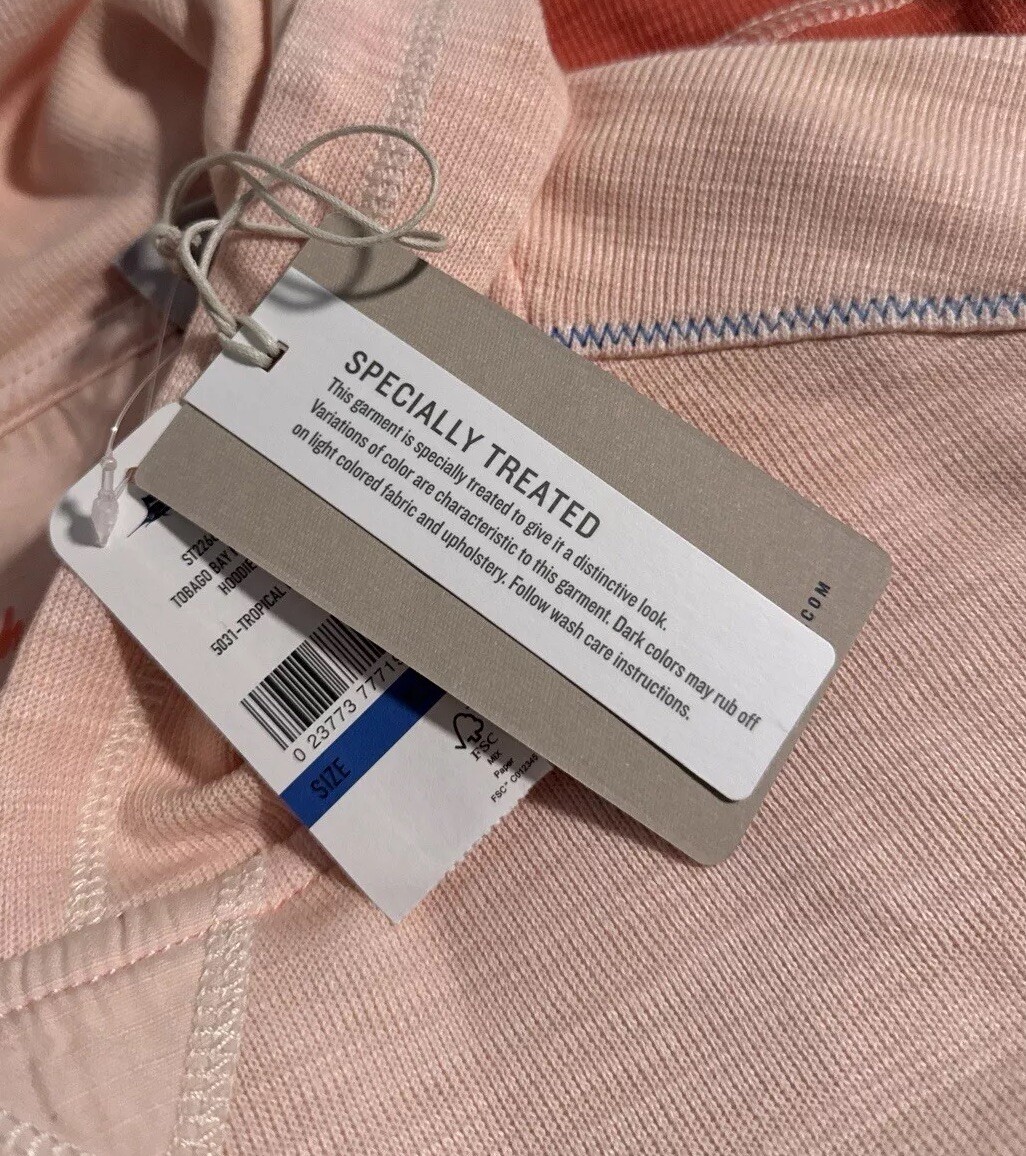 SPECIALLY TREATED
This garment is specially treated to give it a distinctive look.
Variations of color are characteristic to this garment. Dark colors may rub off
on light colored fabric and upholstery. Follow wash care instructions.
COM
TOBAGO BAY
HOODIE
5031-TROPICAL
0 23773
SIZE
FSC
MIX
Paper
FSC® C012345